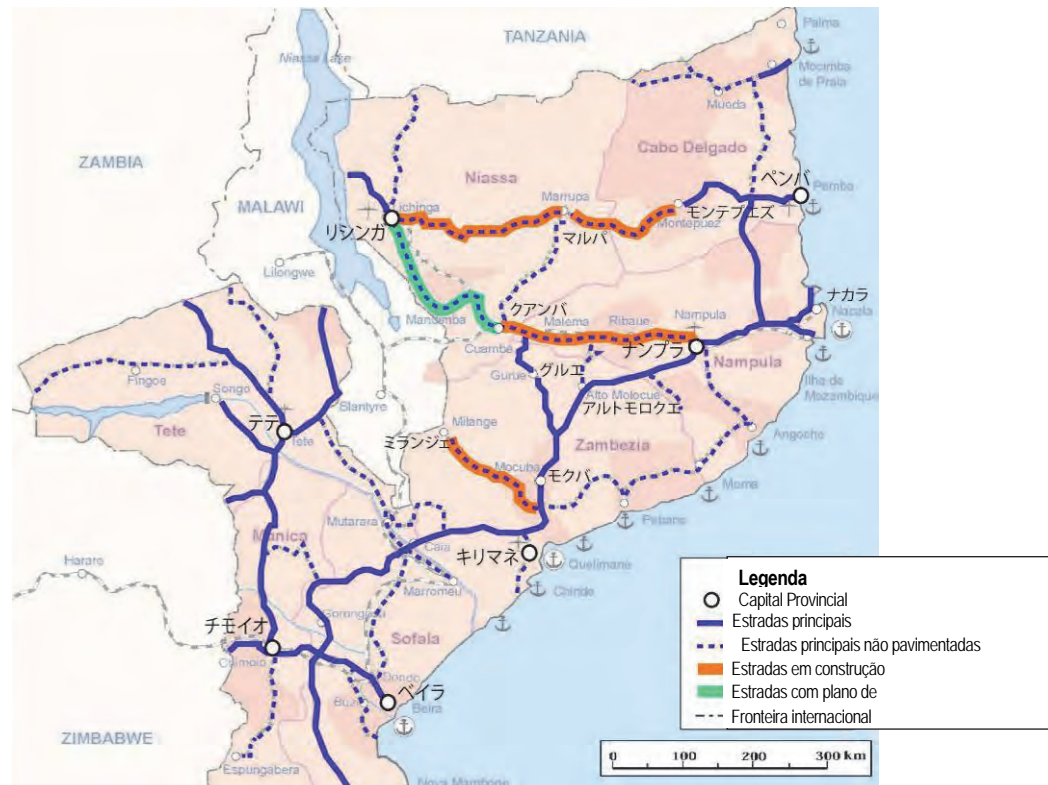 Palma
TANZANIA
Niassa Lake
Mocimba
de Praia
Mueda
Cabo Delgado
ZAMBIA
Niassa
ペンバ
Pemba
MALAWI
Lichinga
Marrupa
Montepuez
モンテプエズ
リシンガ
マルパ
Lilongwe
ナカラ
Nacala
クアンバ
Mandimba
Malema
Ribaue
Nampula
Cuamba
ナンプラ
Nampula
グルエ
Gurue
Ilha de
Mozambique
Fingoe
Songo
Alto Molocue
アルトモロクエ
Blantyre
Angoche
テテ
Tete
Tete
Milange
ミランジェ
Zambezia
Mocuba
モクバ
Moma
Pebane
Mutarara
Manica
Caia
Harare
キリマネ
Quelimane
Chinde
Marromeu
Gorongosa
チモイオ
Chimoio
Sofala
Dondo
Buzi
ベイラ
Beira
ZIMBABWE
Espungabera
Nova Mambone
Legenda
Capital Provincial
Estradas principais
Estradas principais não pavimentadas
Estradas em construção
Estradas com plano de
Fronteira internacional
0 100 200 300 km